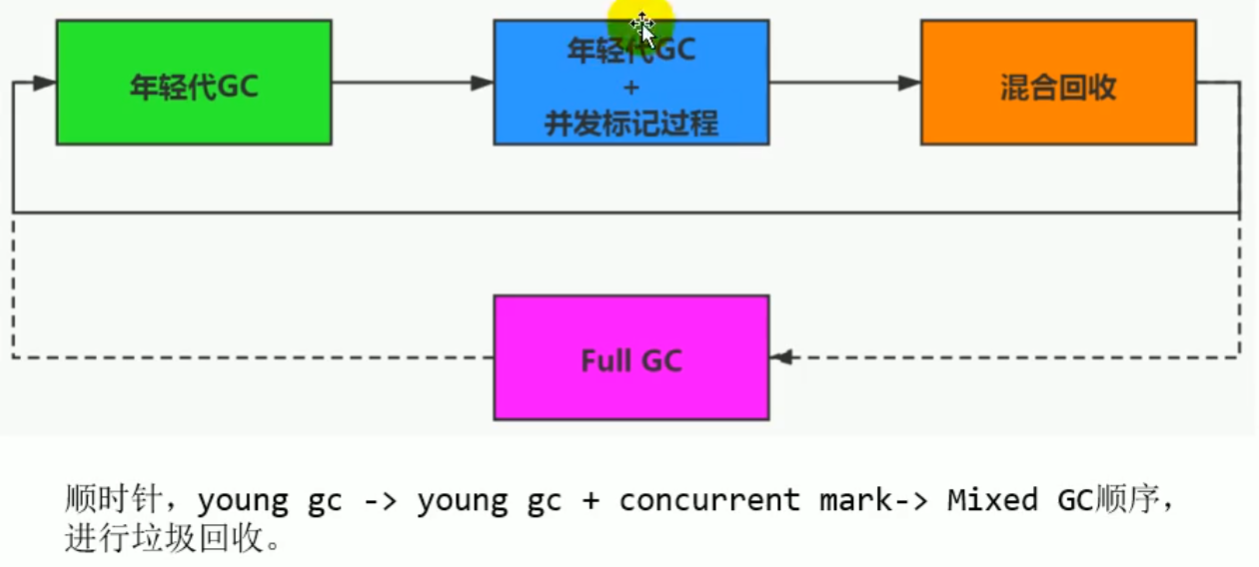 年轻代GC
年轻代GC
+
并发标记过程
混合回收
Full GC
顺时针，young gc -> young gc + concurrent mark-> Mixed GC顺序，
进行垃圾回收。